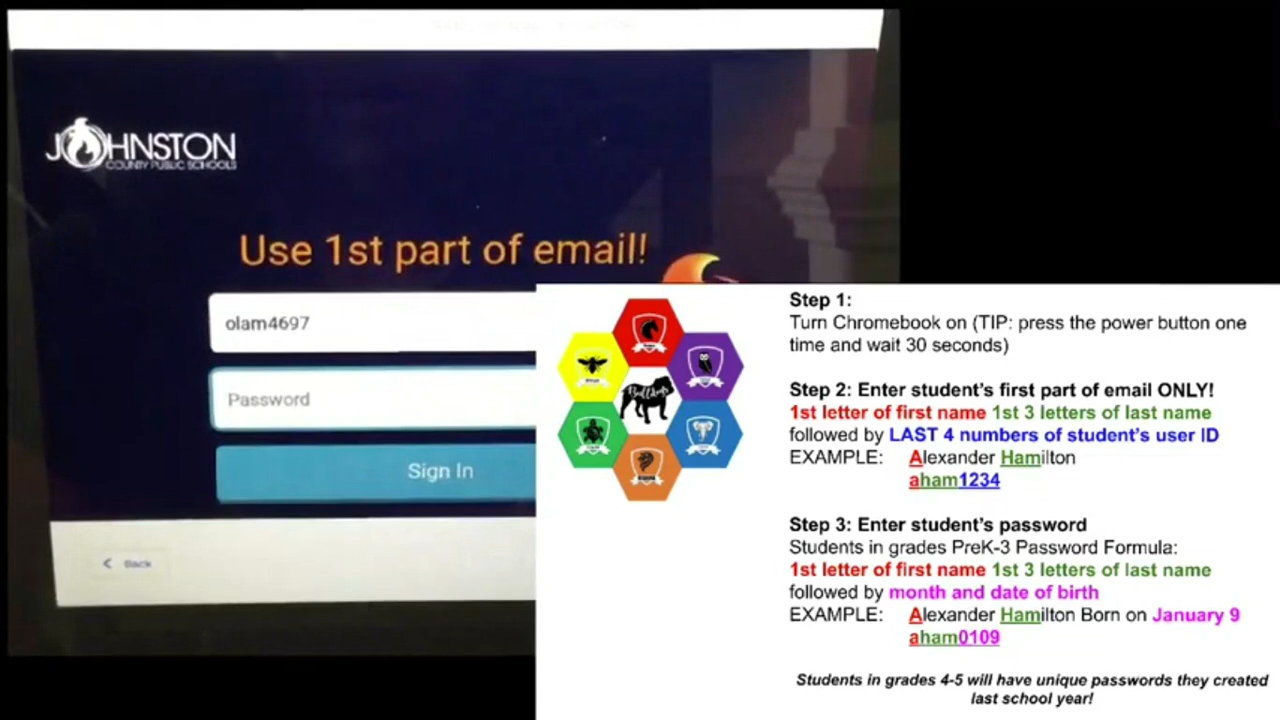 JOHNSTON
COUNTY PUBLIC SCHOOLS
Use 1st part of email!
olam4697
Password
Sign In
< Back
Bulldogs
Step 1:
Turn Chromebook on (TIP: press the power button one
time and wait 30 seconds)
Step 2: Enter student's first part of email ONLY!
1st letter of first name 1st 3 letters of last name
followed by LAST 4 numbers of student's user ID
EXAMPLE: Alexander Hamilton
aham1234
Step 3: Enter student's password
Students in grades PreK-3 Password Formula:
1st letter of first name 1st 3 letters of last name
followed by month and date of birth
EXAMPLE: Alexander Hamilton Born on January 9
aham0109
Students in grades 4-5 will have unique passwords they created
last school year!